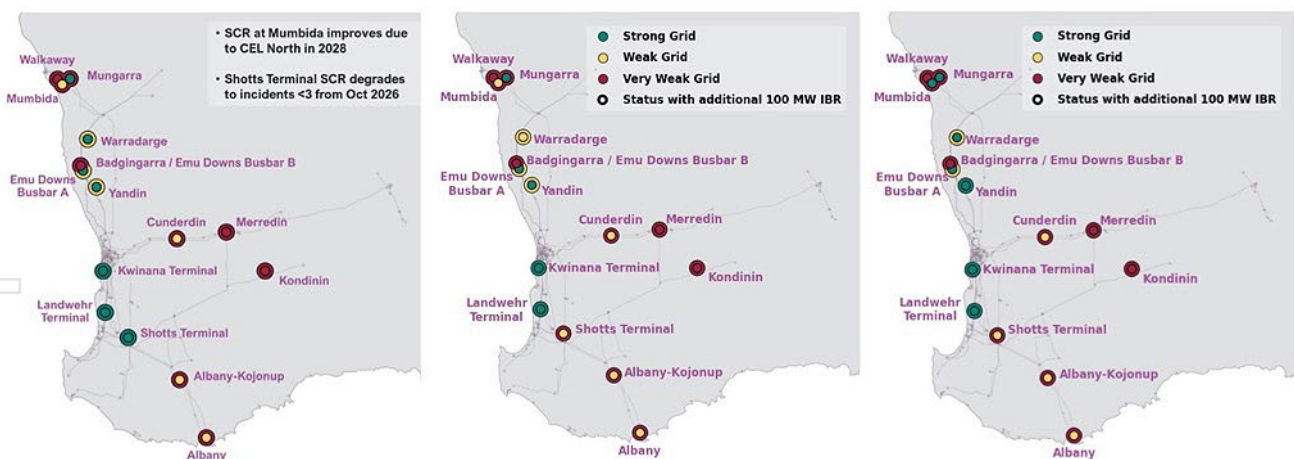 • SCR at Mumbida improves due
to CEL North in 2028
• Shotts Terminal SCR degrades
to incidents <3 from Oct 2026
Walkaway
Mungarra
Mumbida
Warradarge
Badgingarra / Emu Downs Busbar B
Emu Downs
Busbar A
Yandin
Cunderdin
Merredin
Kwinana Terminal
Kondinin
Landwehr
Terminal
Shotts Terminal
Albany-Kojonup
Albany
Strong Grid
Weak Grid
Very Weak Grid
Status with additional 100 MW IBR
Walkaway
Mungarra
Mumbida
Warradarge
Badgingarra / Emu Downs Busbar B
Emu Downs
Busbar A
Yandin
Cunderdin
Merredin
Kwinana Terminal
Kondinin
Landwehr
Terminal
Shotts Terminal
Albany-Kojonup
Albany
Strong Grid
Weak Grid
Very Weak Grid
Status with additional 100 MW IBR
Walkaway
Mungarra
Mumbida
Warradarge
Badgingarra / Emu Downs Busbar B
Emu Downs
Busbar A
Yandin
Cunderdin
Merredin
Kwinana Terminal
Kondinin
Landwehr
Terminal
Shotts Terminal
Albany-Kojonup
Albany